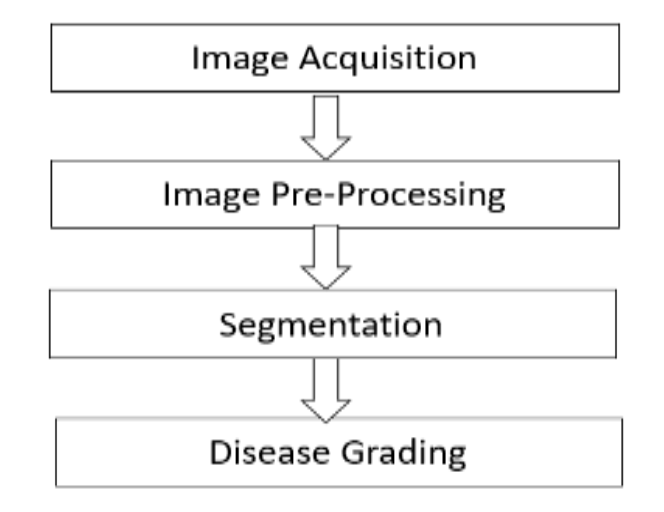 Image Acquisition
Image Pre-Processing
Segmentation
Disease Grading